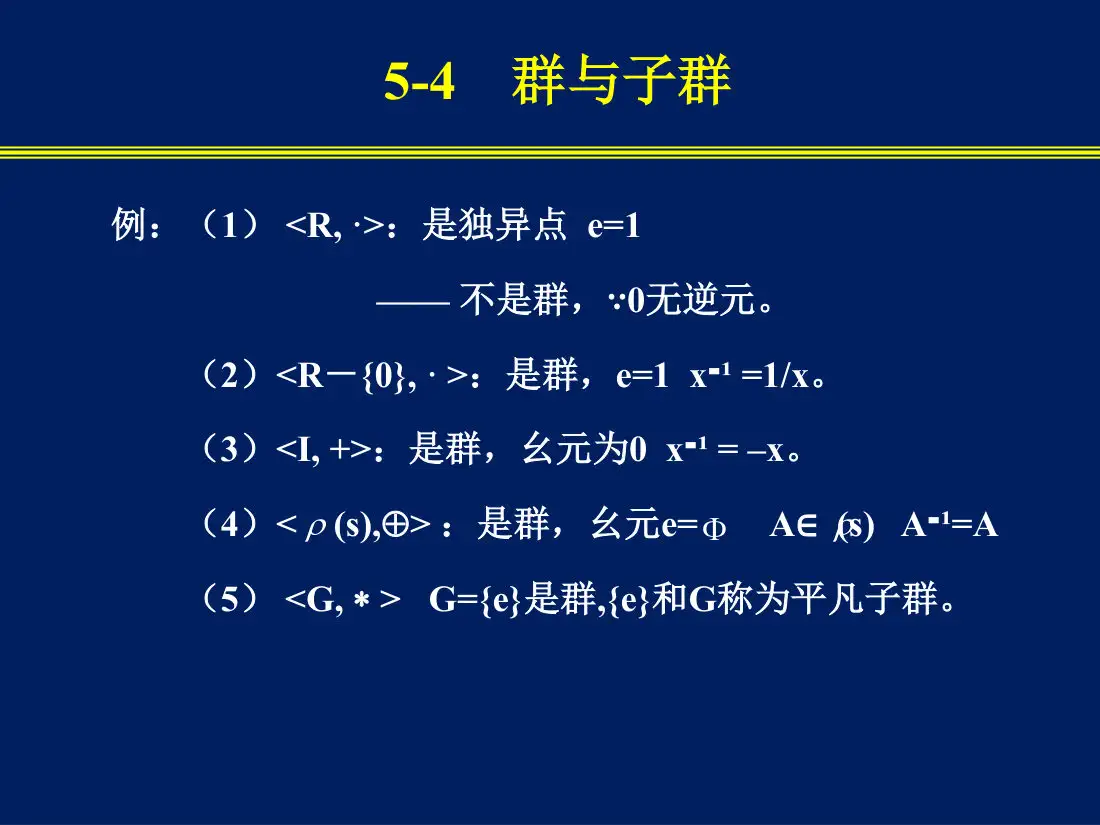 5-4 群与子群
例：（1） <R, ·>：是独异点 e=1
—— 不是群，∵0无逆元。
（2）<R－{0}, · >：是群，e=1 x⁻¹ =1/x。
（3）<I, +>：是群，幺元为0 x⁻¹ = –x。
（4）< ρ (s),⊕> ：是群，幺元e=Φ A∈ρ(s) A⁻¹=A
（5） <G, * > G={e}是群,{e}和G称为平凡子群。